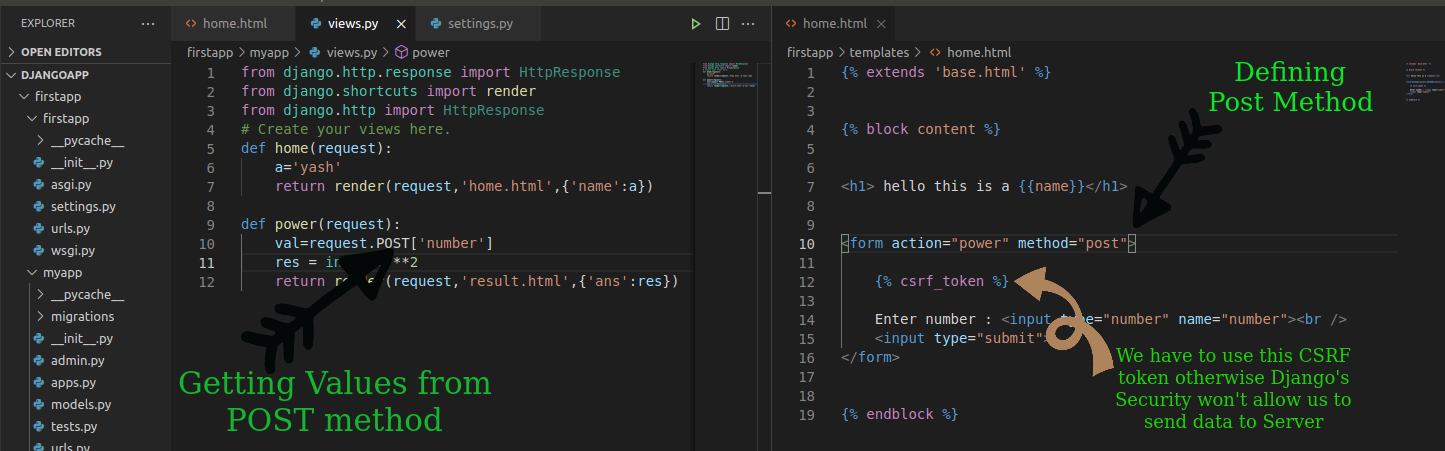 EXPLORER
OPEN EDITORS
DJANGOAPP
firstapp
firstapp
__pycache__
__init__.py
asgi.py
settings.py
urls.py
wsgi.py
myapp
__pycache__
migrations
__init__.py
admin.py
apps.py
models.py
tests.py
urls.py
home.html
views.py
settings.py
firstapp > myapp > views.py > power
1 from django.http.response import HttpResponse
2 from django.shortcuts import render
3 from django.http import HttpResponse
4 # Create your views here.
5 def home(request):
6 a='yash'
7 return render(request,'home.html',{'name':a})
8
9 def power(request):
10 val=request.POST['number']
11 res = in **2
12 return render(request,'result.html',{'ans':res})
Getting Values from
POST method
home.html
firstapp > templates > home.html
1 {% extends 'base.html' %}
2
3
4 {% block content %}
5
6
7 <h1> hello this is a {{name}}</h1>
8
9
10 <form action="power" method="post">
11
12 {% csrf_token %}
13
14 Enter number : <input type="number" name="number"><br />
15 <input type="submit">
16 </form>
17
18
19 {% endblock %}
Defining
Post Method
We have to use this CSRF
token otherwise Django's
Security won't allow us to
send data to Server